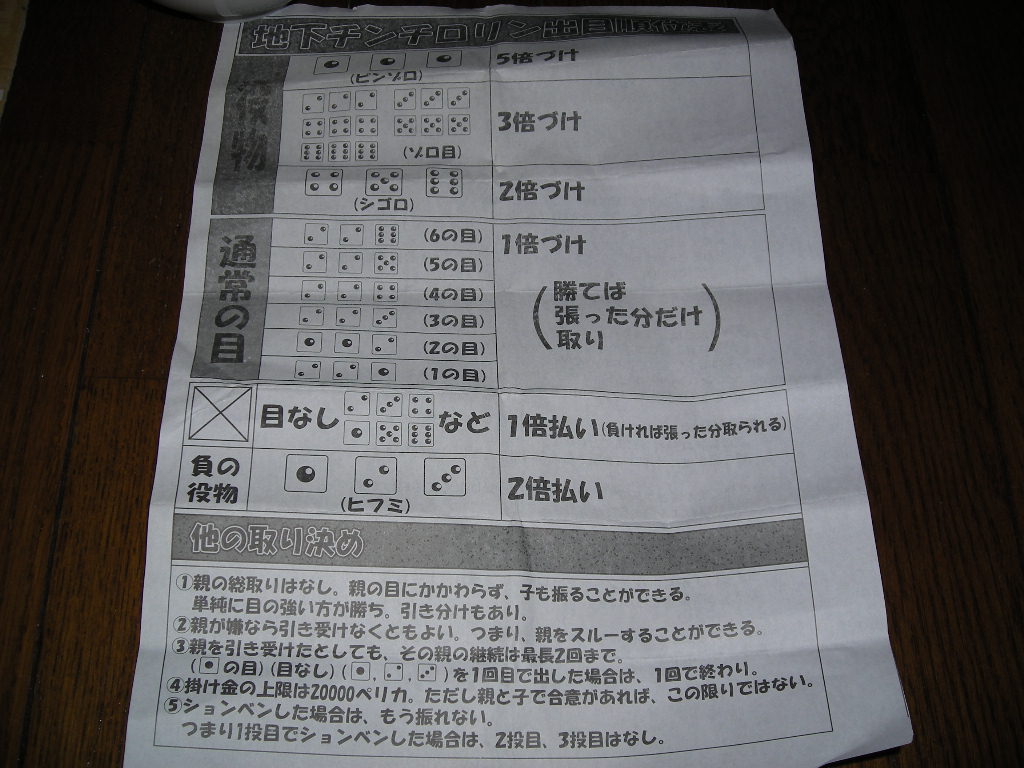 地下チンチロリン出目順位表
役物
(ピンゾロ)
5倍づけ
(ゾロ目)
3倍づけ
(シゴロ)
2倍づけ
通常の目
(6の目)
(5の目)
(4の目)
(3の目)
(2の目)
(1の目)
1倍づけ
(勝てば
張った分だけ
取り)
目なし など
1倍払い(負ければ張った分取られる)
負の
役物
(ヒフミ)
2倍払い
他の取り決め
①親の総取りはなし。親の目にかかわらず、子も振ることができる。
単純に目の強い方が勝ち。引き分けもあり。
②親が嫌なら引き受けなくともよい。つまり、親をスルーすることができる。
③親を引き受けたとしても、その親の継続は最長2回まで。
(の目)(目なし)( , , )を1回目で出した場合は、1回で終わり。
④掛け金の上限は20000ペリカ。ただし親と子で合意があれば、この限りではない。
⑤ションベンした場合は、もう振れない。
つまり1投目でションベンした場合は、2投目、3投目はなし。